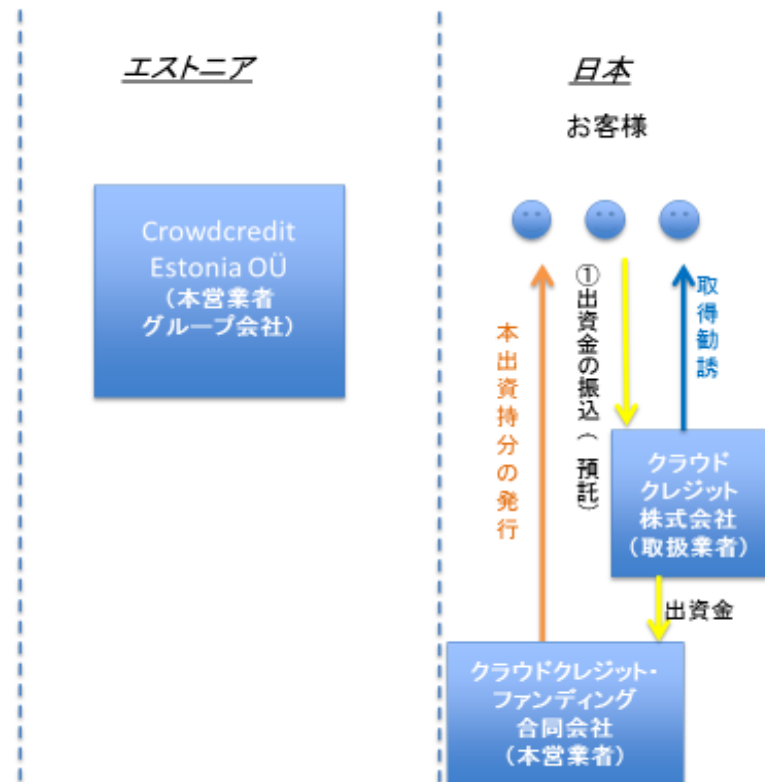 エストニア
Crowdcredit
Estonia OÜ
(本営業者
グループ会社)
日本
お客様
本出資持分の発行
①出資金の振込(預託)
取得勧誘
クラウド
クレジット
株式会社
(取扱業者)
出資金
クラウドクレジット・
ファンディング
合同会社
(本営業者)